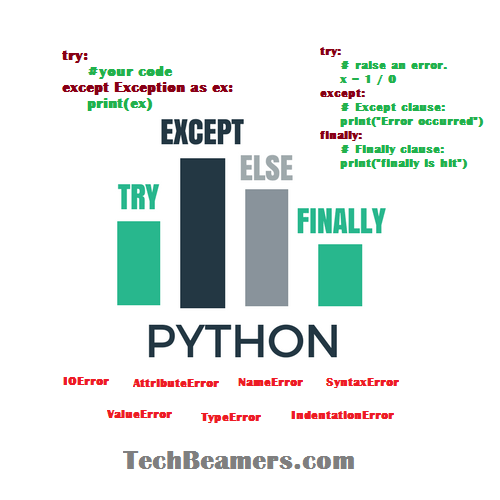 try:
#your code
except Exception as ex:
print(ex)
try:
# raise an error.
x - 1 / 0
except:
# Except clause:
print("Error occurred")
finally:
# Finally clause:
print("finally is hit")
EXCEPT
ELSE
TRY
FINALLY
PYTHON
IOError AttributeError NameError SyntaxError
ValueError TypeError IndentationError
TechBeamers.com